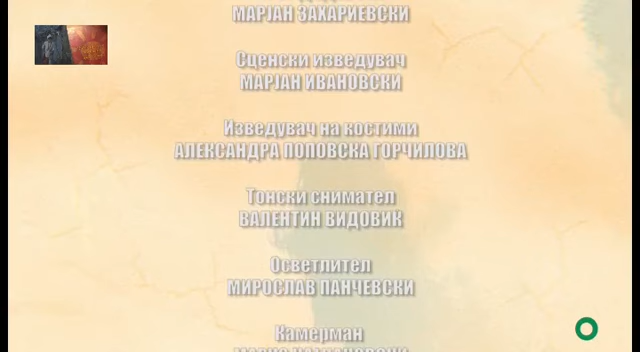 МАРЈАН ЗАХАРИЕВСКИ
Сценски изведувач
МАРЈАН ИВАНОВСКИ
Изведувач на костими
АЛЕКСАНДРА ПОПОВСКА ГОРЧИЛОВА
Тонски снимател
ВАЛЕНТИН ВИДОВИК
Осветлител
МИРОСЛАВ ПАНЧЕВСКИ
Камерман